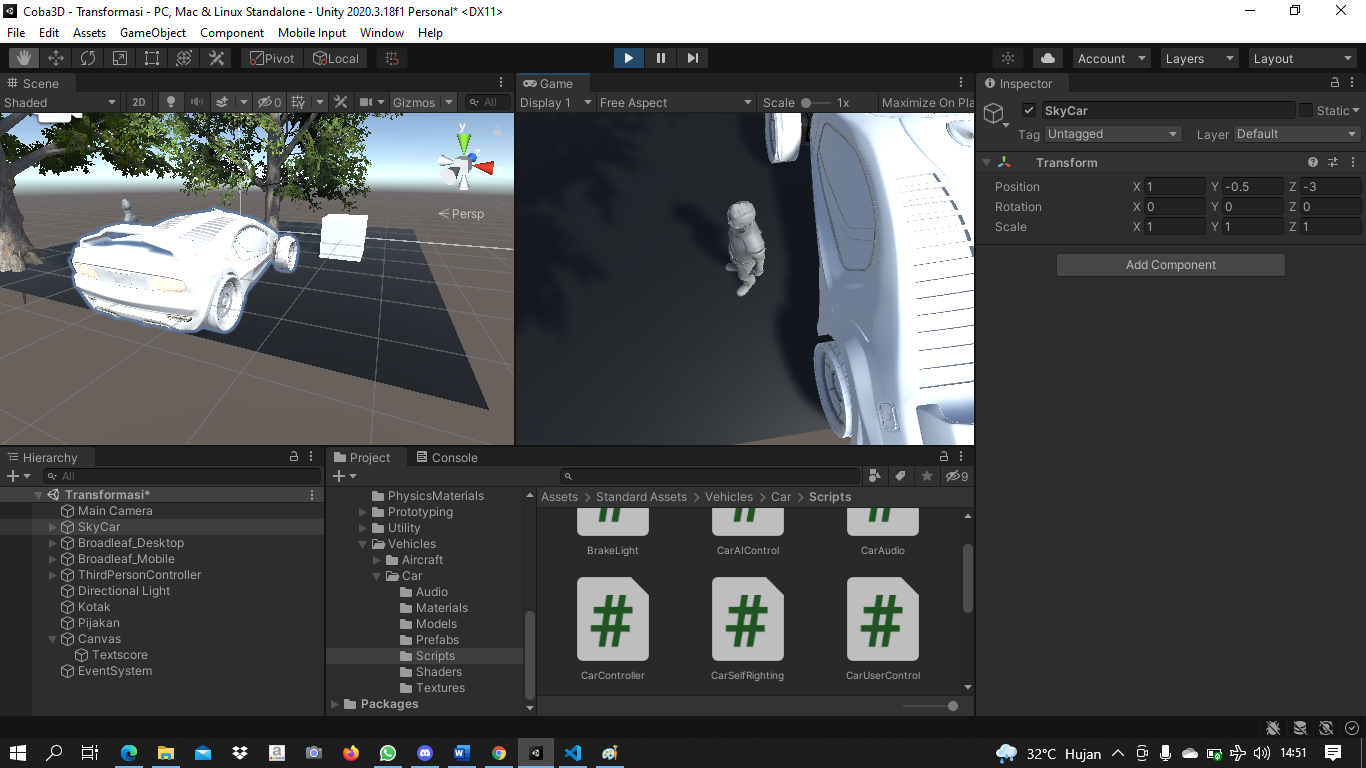 Coba3D - Transformasi - PC, Mac & Linux Standalone - Unity 2020.3.18f1 Personal* <DX11>
File Edit Assets GameObject Component Mobile Input Window Help
Pivot Local Account Layers Layout
Scene
Shaded 2D 0 Gizmos All
y
Persp
Game
Display 1 Free Aspect Scale 1x Maximize On Pla
Inspector
SkyCar Static
Tag Untagged Layer Default
Transform
Position X 1 Y -0.5 Z -3
Rotation X 0 Y 0 Z 0
Scale X 1 Y 1 Z 1
Add Component
Hierarchy
All
Transformasi*
Main Camera
SkyCar
Broadleaf_Desktop
Broadleaf_Mobile
ThirdPersonController
Directional Light
Kotak
Pijakan
Canvas
Textscore
EventSystem
Project Console
9
PhysicsMaterials
Prototyping
Utility
Vehicles
Aircraft
Car
Audio
Materials
Models
Prefabs
Scripts
Shaders
Textures
Packages
Assets > Standard Assets > Vehicles > Car > Scripts
BrakeLight CarAIControl CarAudio
CarController CarSelfRighting CarUserControl
32°C Hujan 14:51